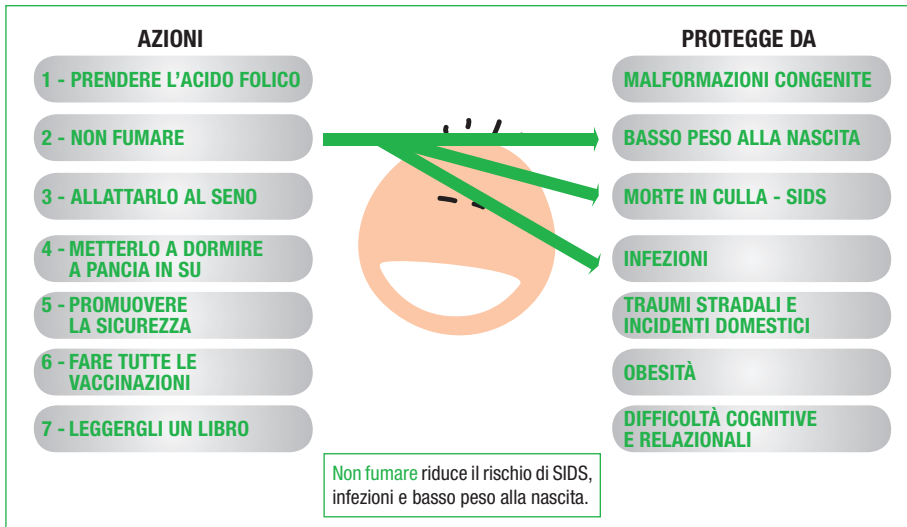 AZIONI
1 - PRENDERE L'ACIDO FOLICO
2 - NON FUMARE
3 - ALLATTARLO AL SENO
4 - METTERLO A DORMIRE
A PANCIA IN SU
5 - PROMUOVERE
LA SICUREZZA
6 - FARE TUTTE LE
VACCINAZIONI
7 - LEGGERGLI UN LIBRO
PROTEGGE DA
MALFORMAZIONI CONGENITE
BASSO PESO ALLA NASCITA
MORTE IN CULLA - SIDS
INFEZIONI
TRAUMI STRADALI E
INCIDENTI DOMESTICI
OBESITÀ
DIFFICOLTÀ COGNITIVE
E RELAZIONALI
Non fumare riduce il rischio di SIDS,
infezioni e basso peso alla nascita.